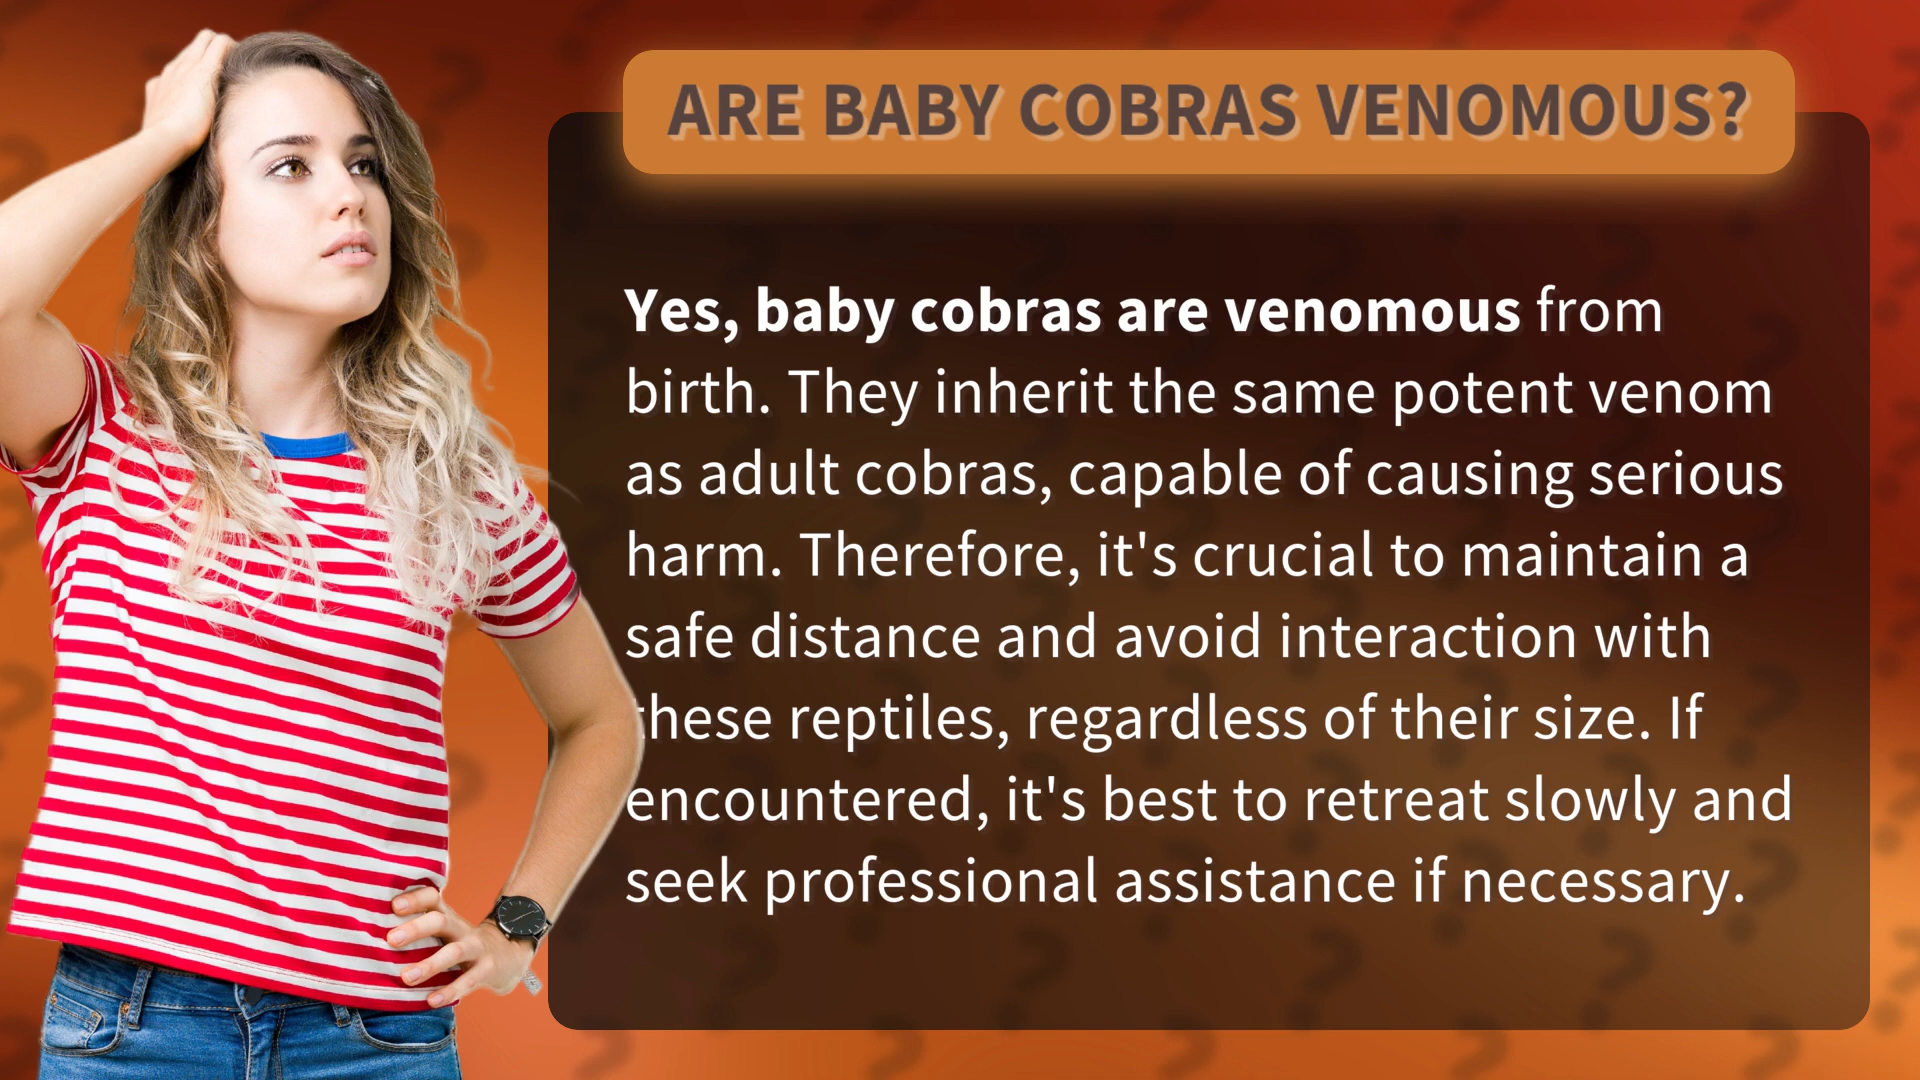 ARE BABY COBRAS VENOMOUS?
Yes, baby cobras are venomous from
birth. They inherit the same potent venom
as adult cobras, capable of causing serious
harm. Therefore, it's crucial to maintain a
safe distance and avoid interaction with
these reptiles, regardless of their size. If
encountered, it's best to retreat slowly and
seek professional assistance if necessary.